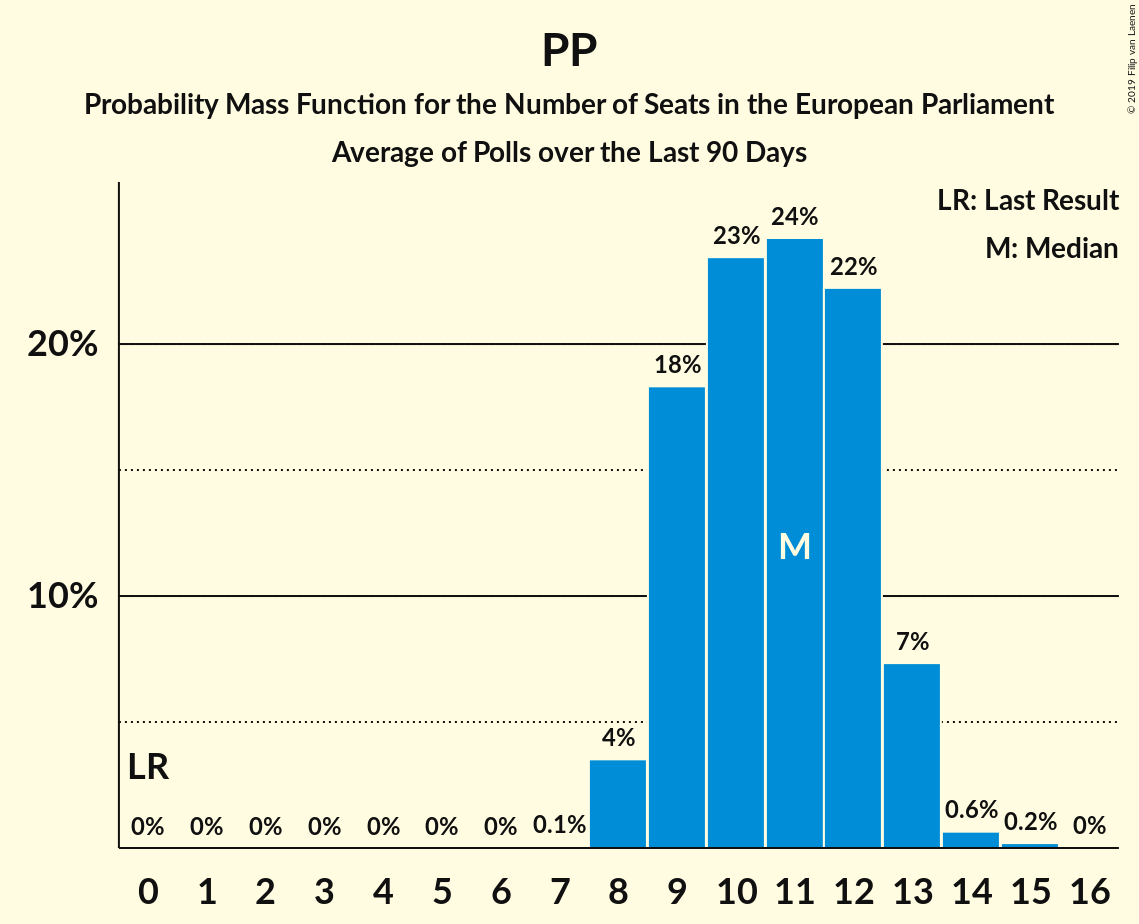 PP
Probability Mass Function for the Number of Seats in the European Parliament
Average of Polls over the Last 90 Days
© 2019 Filip van Laenen
LR: Last Result
M: Median
20%
10%
0% 0% 0% 0% 0% 0% 0% 0.1% 4% 18% 23% 24% 22% 7% 0.6% 0.2% 0%
LR
M
0 1 2 3 4 5 6 7 8 9 10 11 12 13 14 15 16